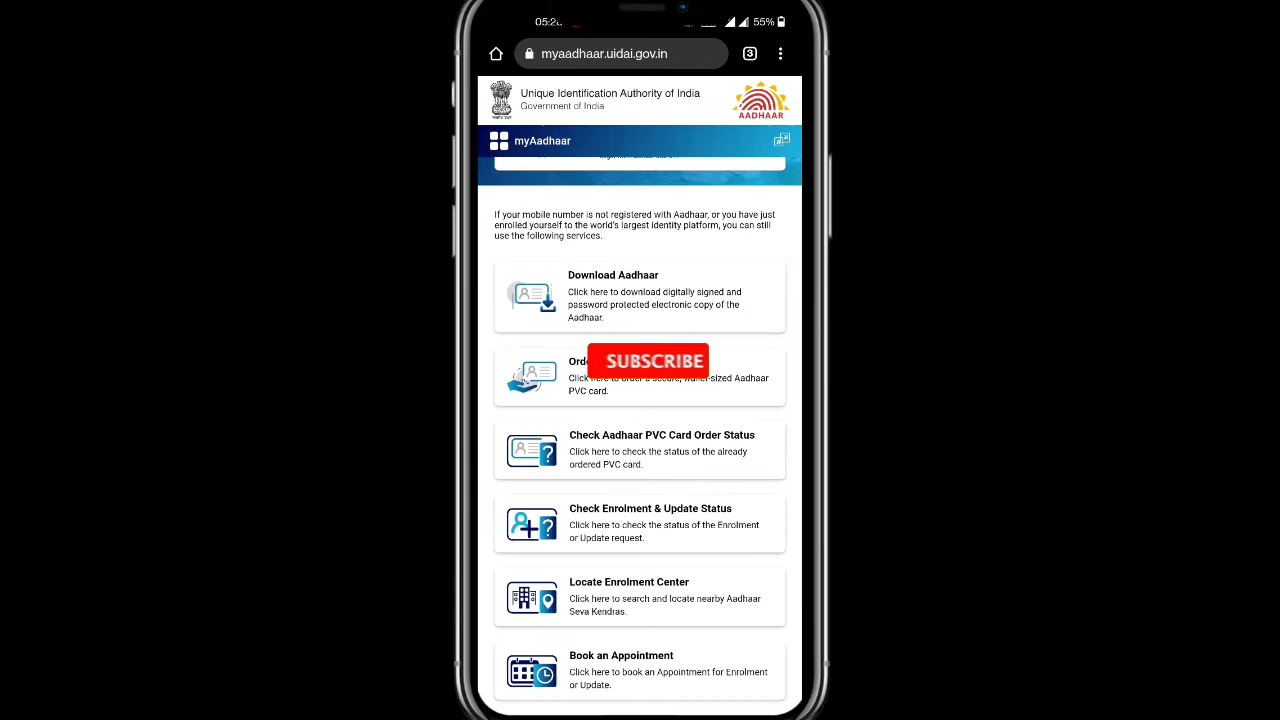 55%
myaadhaar.uidai.gov.in
3
Unique Identification Authority of India
Government of India
AADHAAR
myAadhaar
If your mobile number is not registered with Aadhaar, or you have just
enrolled yourself to the world's largest identity platform, you can still
use the following services.
Download Aadhaar
Click here to download digitally signed and
password protected electronic copy of the
Aadhaar.
SUBSCRIBE
Click here to order a secure, wallet-sized Aadhaar
PVC card.
Check Aadhaar PVC Card Order Status
Click here to check the status of the already
ordered PVC card.
Check Enrolment & Update Status
Click here to check the status of the Enrolment
or Update request.
Locate Enrolment Center
Click here to search and locate nearby Aadhaar
Seva Kendras.
Book an Appointment
Click here to book an Appointment for Enrolment
or Update.